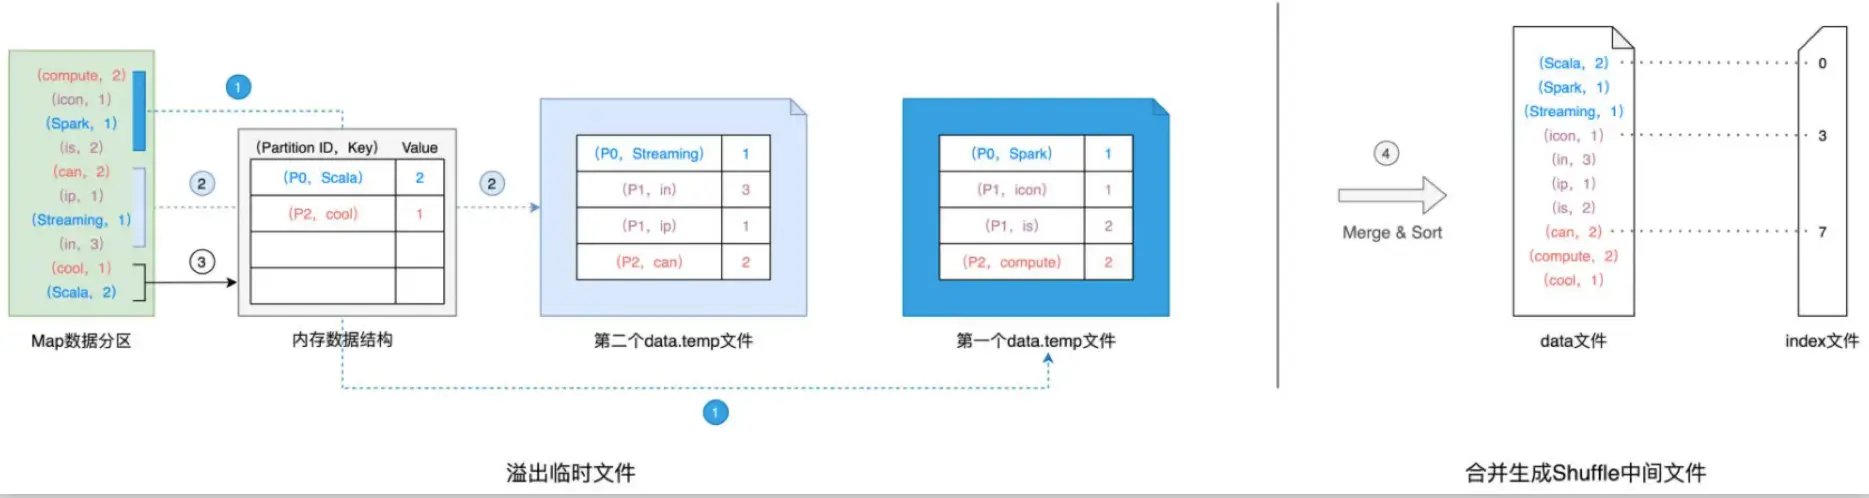 (compute, 2)
(icon, 1)
(Spark, 1)
(is, 2)
(can, 2)
(ip, 1)
(Streaming, 1)
(in, 3)
(cool, 1)
(Scala, 2)
Map数据分区
1
2
3
(Partition ID, Key) Value
(P0, Scala) 2
(P2, cool) 1
内存数据结构
2
(P0, Streaming) 1
(P1, in) 3
(P1, ip) 1
(P2, can) 2
第二个data.temp文件
(P0, Spark) 1
(P1, icon) 1
(P1, is) 2
(P2, compute) 2
第一个data.temp文件
1
溢出临时文件
4
Merge & Sort
(Scala, 2)
(Spark, 1)
(Streaming, 1)
(icon, 1)
(in, 3)
(ip, 1)
(is, 2)
(can, 2)
(compute, 2)
(cool, 1)
data文件
0
3
7
index文件
合并生成Shuffle中间文件